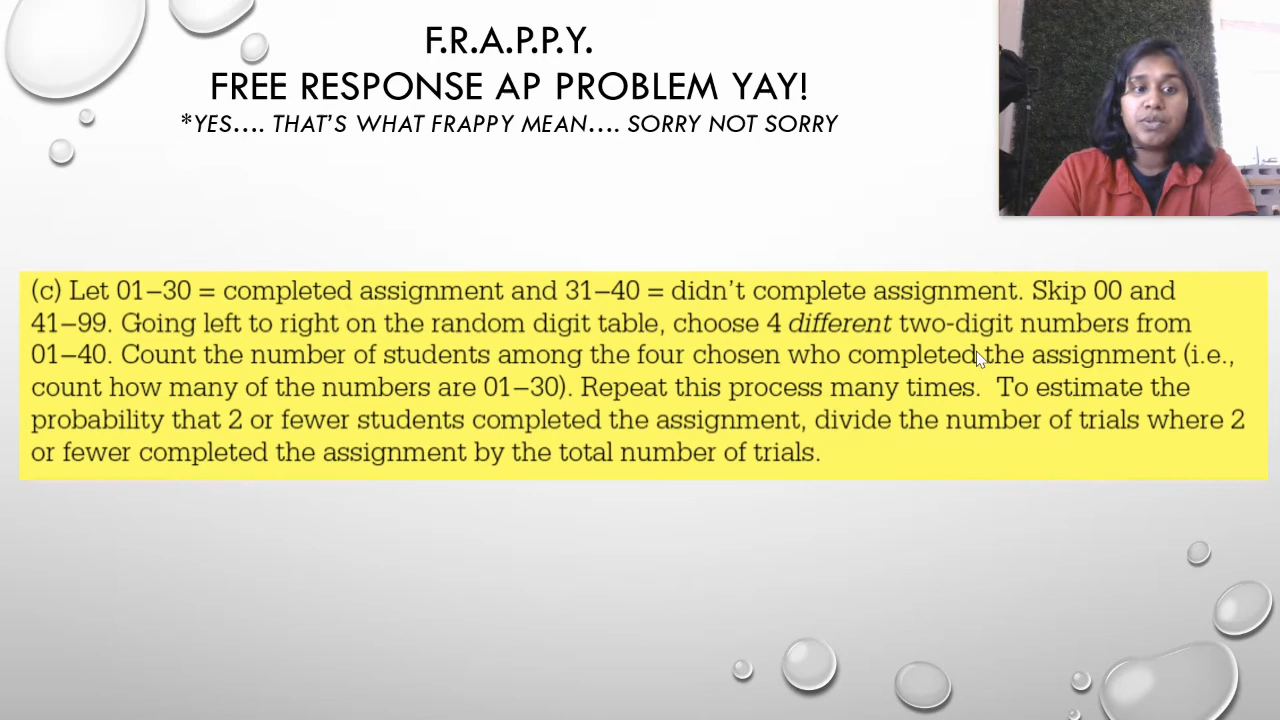 F.R.A.P.P.Y.
FREE RESPONSE AP PROBLEM YAY!
*YES.... THAT'S WHAT FRAPPY MEAN.... SORRY NOT SORRY
(c) Let 01–30 = completed assignment and 31–40 = didn't complete assignment. Skip 00 and
41–99. Going left to right on the random digit table, choose 4 different two-digit numbers from
01–40. Count the number of students among the four chosen who completed the assignment (i.e.,
count how many of the numbers are 01–30). Repeat this process many times. To estimate the
probability that 2 or fewer students completed the assignment, divide the number of trials where 2
or fewer completed the assignment by the total number of trials.